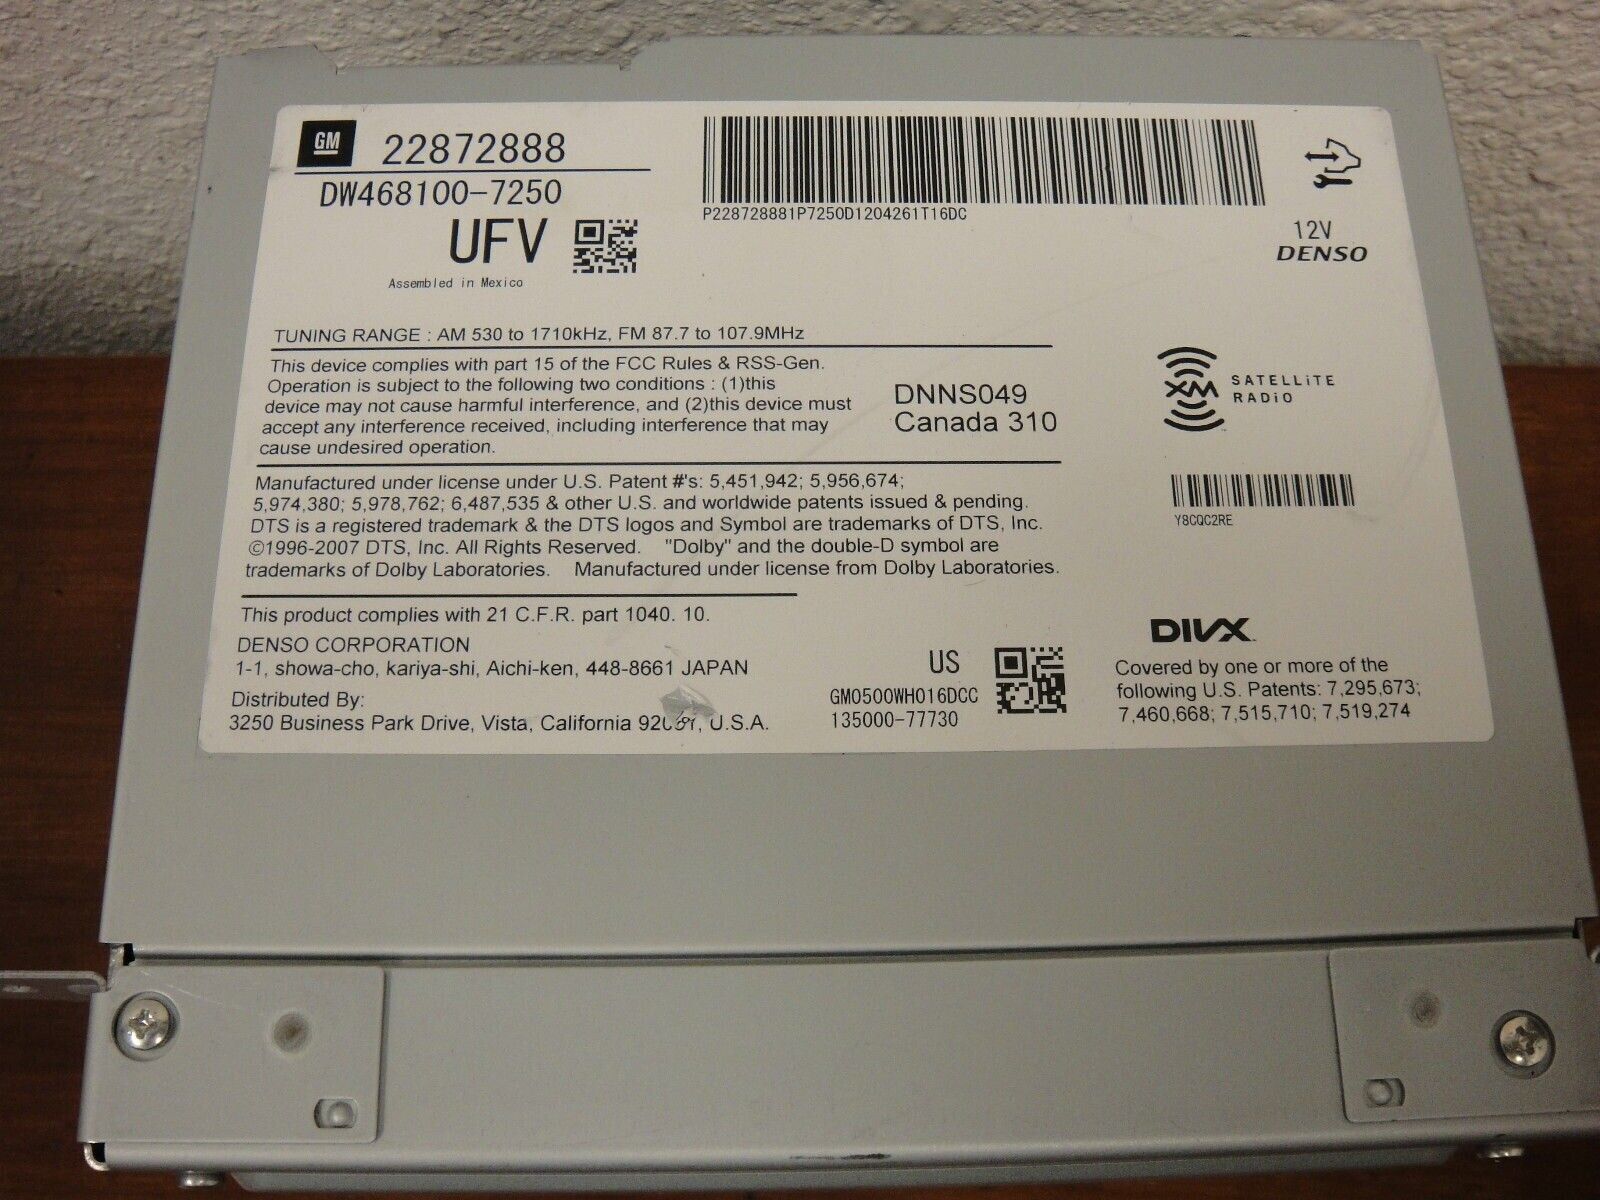 GM 22872888
DW468100-7250
UFV
Assembled in Mexico
P228728881P7250D1204261T16DC
12V
DENSO
TUNING RANGE : AM 530 to 1710kHz, FM 87.7 to 107.9MHz
This device complies with part 15 of the FCC Rules & RSS-Gen.
Operation is subject to the following two conditions : (1)this
device may not cause harmful interference, and (2)this device must
accept any interference received, including interference that may
cause undesired operation.
DNNS049
Canada 310
XM SATELLiTE
RADiO
Manufactured under license under U.S. Patent #'s: 5,451,942; 5,956,674;
5,974,380; 5,978,762; 6,487,535 & other U.S. and worldwide patents issued & pending.
DTS is a registered trademark & the DTS logos and Symbol are trademarks of DTS, Inc.
©1996-2007 DTS, Inc. All Rights Reserved. "Dolby" and the double-D symbol are
trademarks of Dolby Laboratories. Manufactured under license from Dolby Laboratories.
Y8CQC2RE
This product complies with 21 C.F.R. part 1040. 10.
DENSO CORPORATION
1-1, showa-cho, kariya-shi, Aichi-ken, 448-8661 JAPAN
Distributed By:
3250 Business Park Drive, Vista, California U.S.A.
US
GM0500WH016DCC
135000-77730
DIVX
Covered by one or more of the
following U.S. Patents: 7,295,673;
7,460,668; 7,515,710; 7,519,274